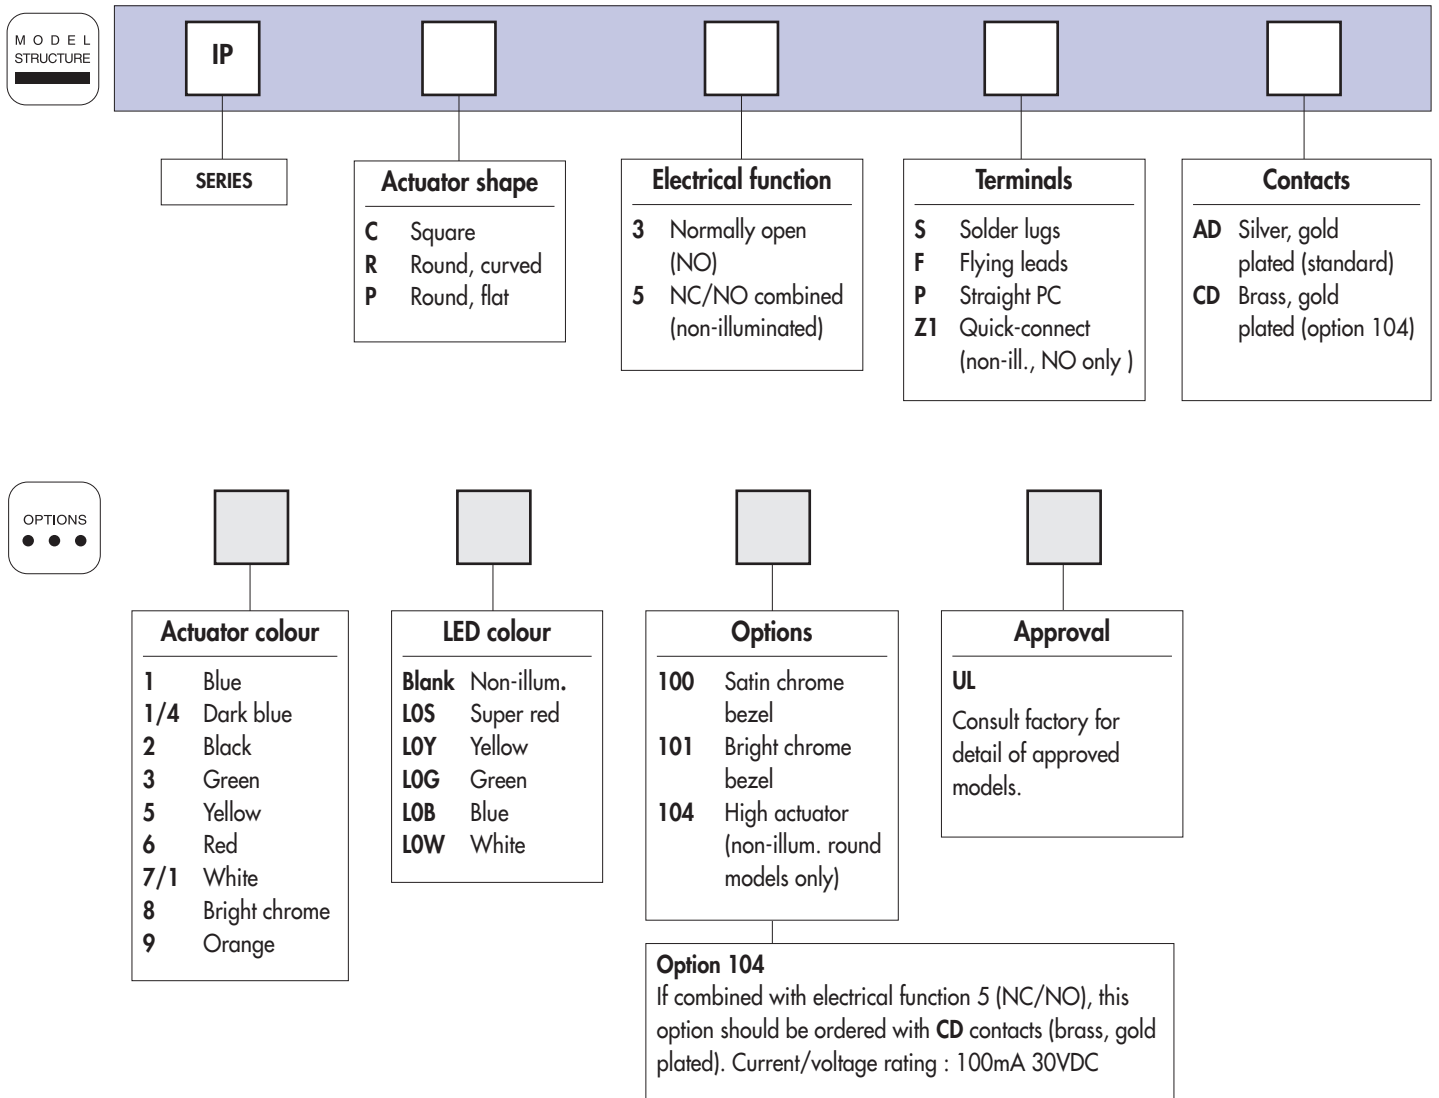 MODEL
STRUCTURE
IP
SERIES
Actuator shape
C Square
R Round, curved
P Round, flat
Electrical function
3 Normally open
(NO)
5 NC/NO combined
(non-illuminated)
Terminals
S Solder lugs
F Flying leads
P Straight PC
Z1 Quick-connect
(non-ill., NO only )
Contacts
AD Silver, gold
plated (standard)
CD Brass, gold
plated (option 104)
OPTIONS
Actuator colour
1 Blue
1/4 Dark blue
2 Black
3 Green
5 Yellow
6 Red
7/1 White
8 Bright chrome
9 Orange
LED colour
Blank Non-illum.
L0S Super red
L0Y Yellow
L0G Green
L0B Blue
L0W White
Options
100 Satin chrome
bezel
101 Bright chrome
bezel
104 High actuator
(non-illum. round
models only)
Approval
UL
Consult factory for
detail of approved
models.
Option 104
If combined with electrical function 5 (NC/NO), this
option should be ordered with CD contacts (brass, gold
plated). Current/voltage rating : 100mA 30VDC